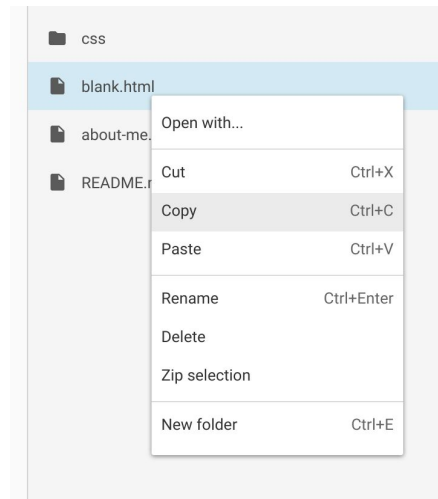 css
blank.html
about-me.
README.
Open with...
Cut Ctrl+X
Copy Ctrl+C
Paste Ctrl+V
Rename Ctrl+Enter
Delete
Zip selection
New folder Ctrl+E